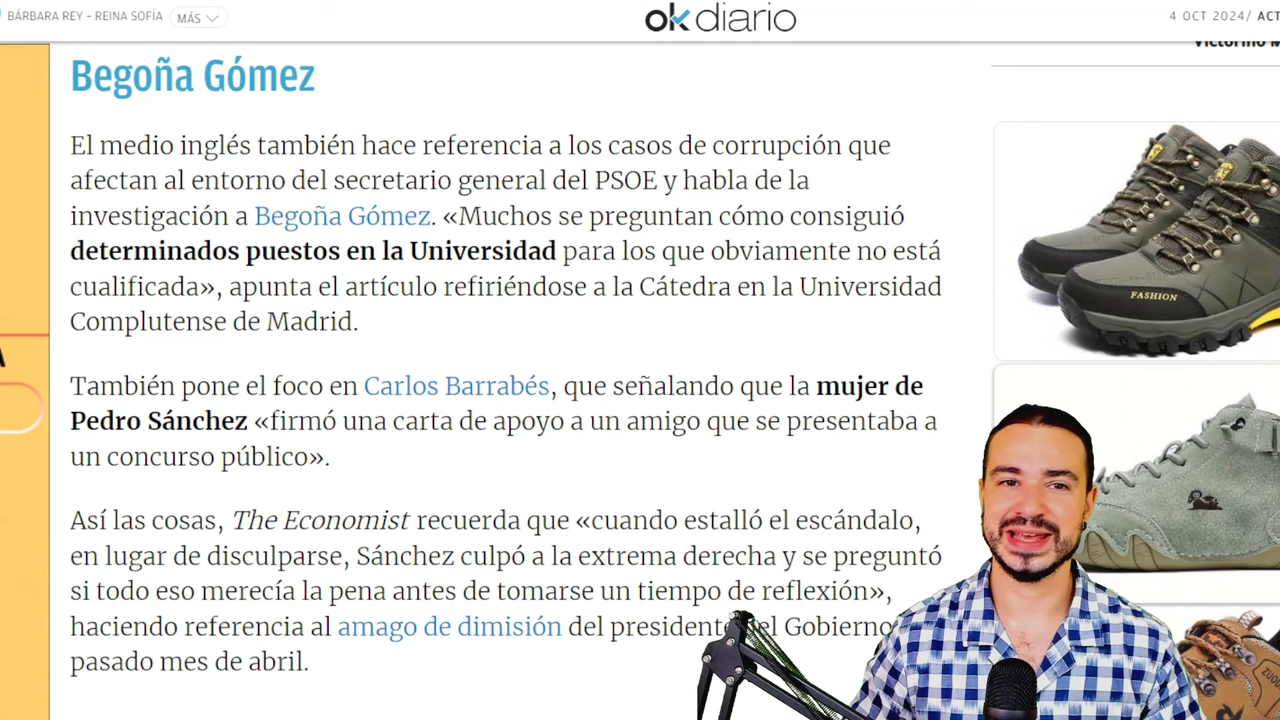 BÁRBARA REY - REINA SOFÍA
MÁS
okdiario
4 OCT 2024/ ACT
Begoña Gómez
El medio inglés también hace referencia a los casos de corrupción que
afectan al entorno del secretario general del PSOE y habla de la
investigación a Begoña Gómez. «Muchos se preguntan cómo consiguió
determinados puestos en la Universidad para los que obviamente no está
cualificada», apunta el artículo refiriéndose a la Cátedra en la Universidad
Complutense de Madrid.
También pone el foco en Carlos Barrabés, que señalando que la mujer de
Pedro Sánchez «firmó una carta de apoyo a un amigo que se presentaba a
un concurso público».
Así las cosas, The Economist recuerda que «cuando estalló el escándalo,
en lugar de disculparse, Sánchez culpó a la extrema derecha y se preguntó
si todo eso merecía la pena antes de tomarse un tiempo de reflexión»,
haciendo referencia al amago de dimisión del presidente del Gobierno
pasado mes de abril.
FASHION